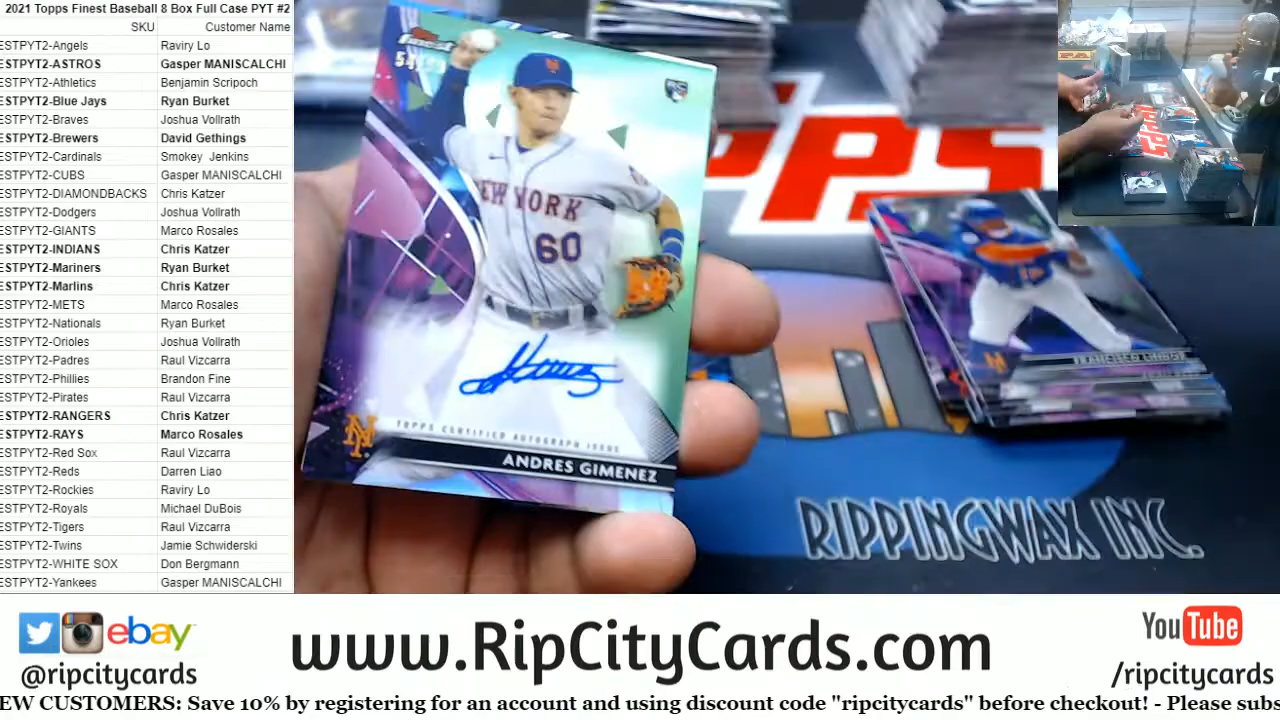 2021 Topps Finest Baseball 8 Box Full Case PYT #2
SKU Customer Name
ESTPYT2-Angels Raviry Lo
ESTPYT2-ASTROS Gasper MANISCALCHI
ESTPYT2-Athletics Benjamin Scripoch
ESTPYT2-Blue Jays Ryan Burket
ESTPYT2-Braves Joshua Vollrath
ESTPYT2-Brewers David Gethings
ESTPYT2-Cardinals Smokey Jenkins
ESTPYT2-CUBS Gasper MANISCALCHI
ESTPYT2-DIAMONDBACKS Chris Katzer
ESTPYT2-Dodgers Joshua Vollrath
ESTPYT2-GIANTS Marco Rosales
ESTPYT2-INDIANS Chris Katzer
ESTPYT2-Mariners Ryan Burket
ESTPYT2-Marlins Chris Katzer
ESTPYT2-METS Marco Rosales
ESTPYT2-Nationals Ryan Burket
ESTPYT2-Orioles Joshua Vollrath
ESTPYT2-Padres Raul Vizcarra
ESTPYT2-Phillies Brandon Fine
ESTPYT2-Pirates Raul Vizcarra
ESTPYT2-RANGERS Chris Katzer
ESTPYT2-RAYS Marco Rosales
ESTPYT2-Red Sox Raul Vizcarra
ESTPYT2-Reds Darren Liao
ESTPYT2-Rockies Raviry Lo
ESTPYT2-Royals Michael DuBois
ESTPYT2-Tigers Raul Vizcarra
ESTPYT2-Twins Jamie Schwiderski
ESTPYT2-WHITE SOX Don Bergmann
ESTPYT2-Yankees Gasper MANISCALCHI
Finest
NEW YORK
60
TOPPS CERTIFIED AUTOGRAPH ISSUE
ANDRES GIMENEZ
PPS
RIPPINGWAX INC.
ebay
@ripcitycards
www.RipCityCards.com
YouTube
/ripcitycards
EW CUSTOMERS: Save 10% by registering for an account and using discount code "ripcitycards" before checkout! - Please subs